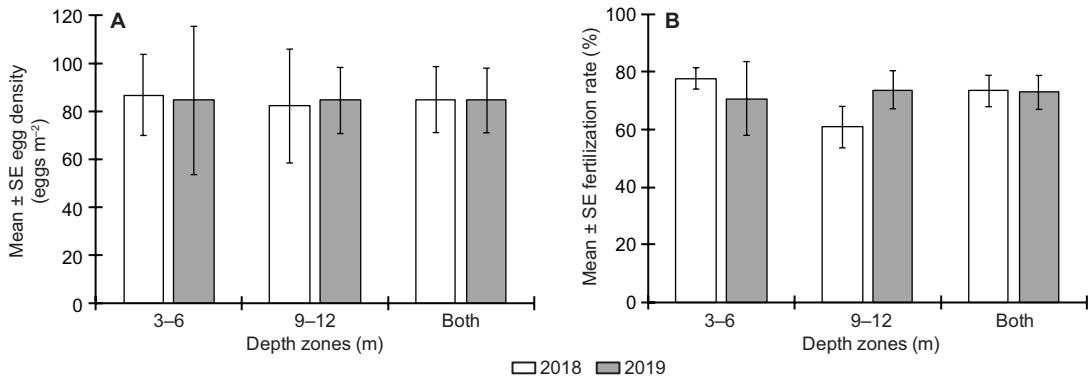 A
Mean ± SE egg density
(eggs m⁻²)
120
100
80
60
40
20
0
3–6
9–12
Both
Depth zones (m)
B
Mean ± SE fertilization rate (%)
100
80
60
40
20
0
3–6
9–12
Both
Depth zones (m)
2018
2019